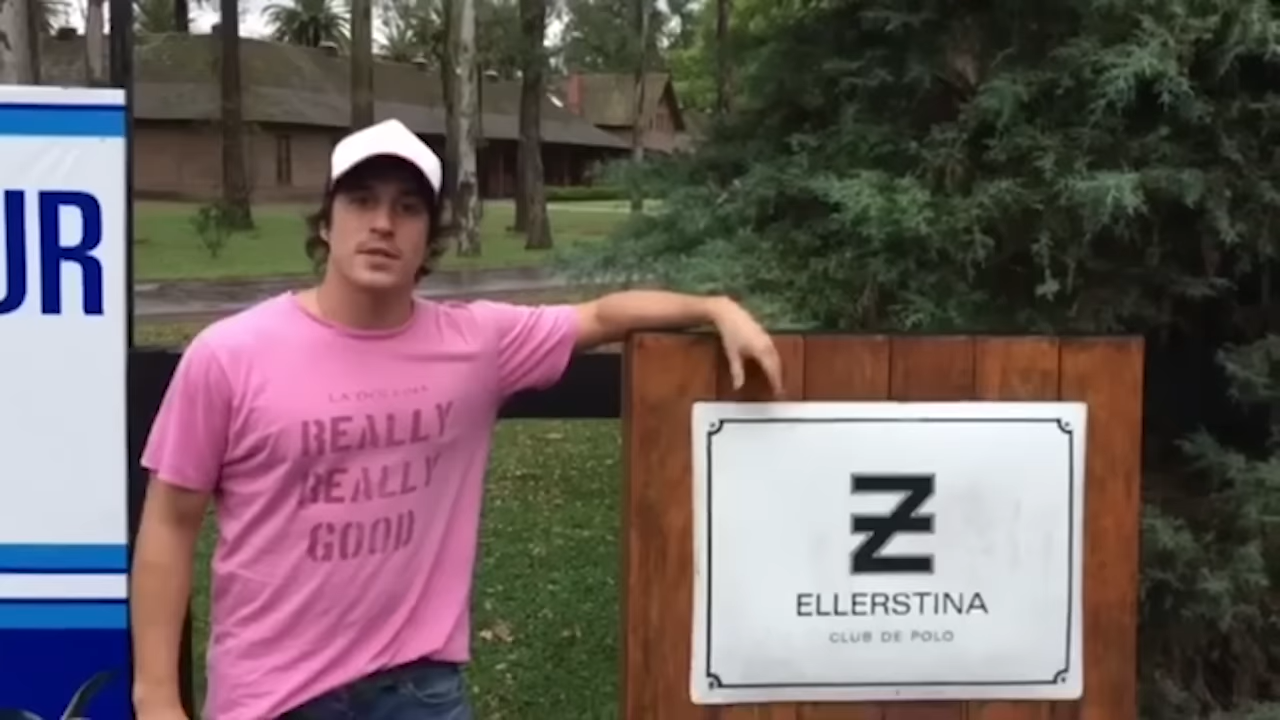 UR
LA DOLFINA
REALLY
REALLY
GOOD
ELLERSTINA
CLUB DE POLO